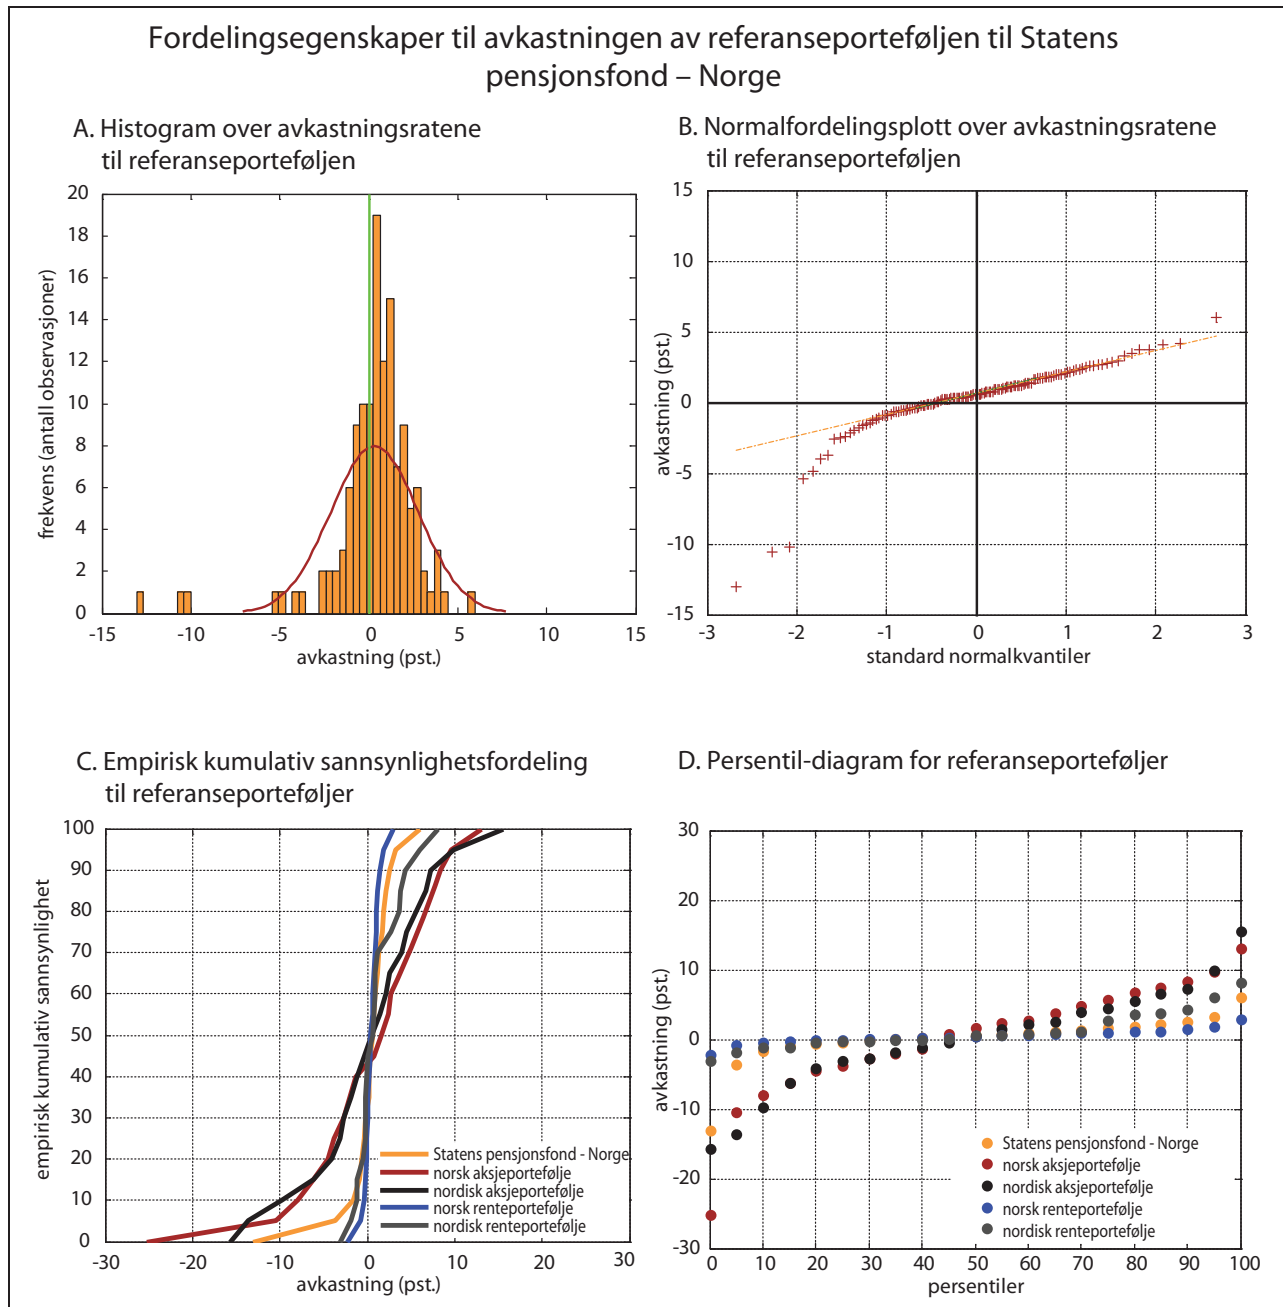 Fordelingsegenskaper til avkastningen av referanseporteføljen til Statens
pensjonsfond – Norge
A. Histogram over avkastningsratene
til referanseporteføljen
20
18
16
14
12
10
8
6
4
2
0
frekvens (antall observasjoner)
-15
-10
-5
0
5
10
15
avkastning (pst.)
B. Normalfordelingsplott over avkastningsratene
til referanseporteføljen
15
10
5
0
-5
-10
-15
avkastning (pst.)
-3
-2
-1
0
1
2
3
standard normalkvantiler
C. Empirisk kumulativ sannsynlighetsfordeling
til referanseporteføljer
100
90
80
70
60
50
40
30
20
10
0
empirisk kumulativ sannsynlighet
Statens pensjonsfond - Norge
norsk aksjeportefølje
nordisk aksjeportefølje
norsk renteportefølje
nordisk renteportefølje
-30
-20
-10
0
10
20
30
avkastning (pst.)
D. Persentil-diagram for referanseporteføljer
30
20
10
0
-10
-20
-30
avkastning (pst.)
Statens pensjonsfond - Norge
norsk aksjeportefølje
nordisk aksjeportefølje
norsk renteportefølje
nordisk renteportefølje
0
10
20
30
40
50
60
70
80
90
100
persentiler